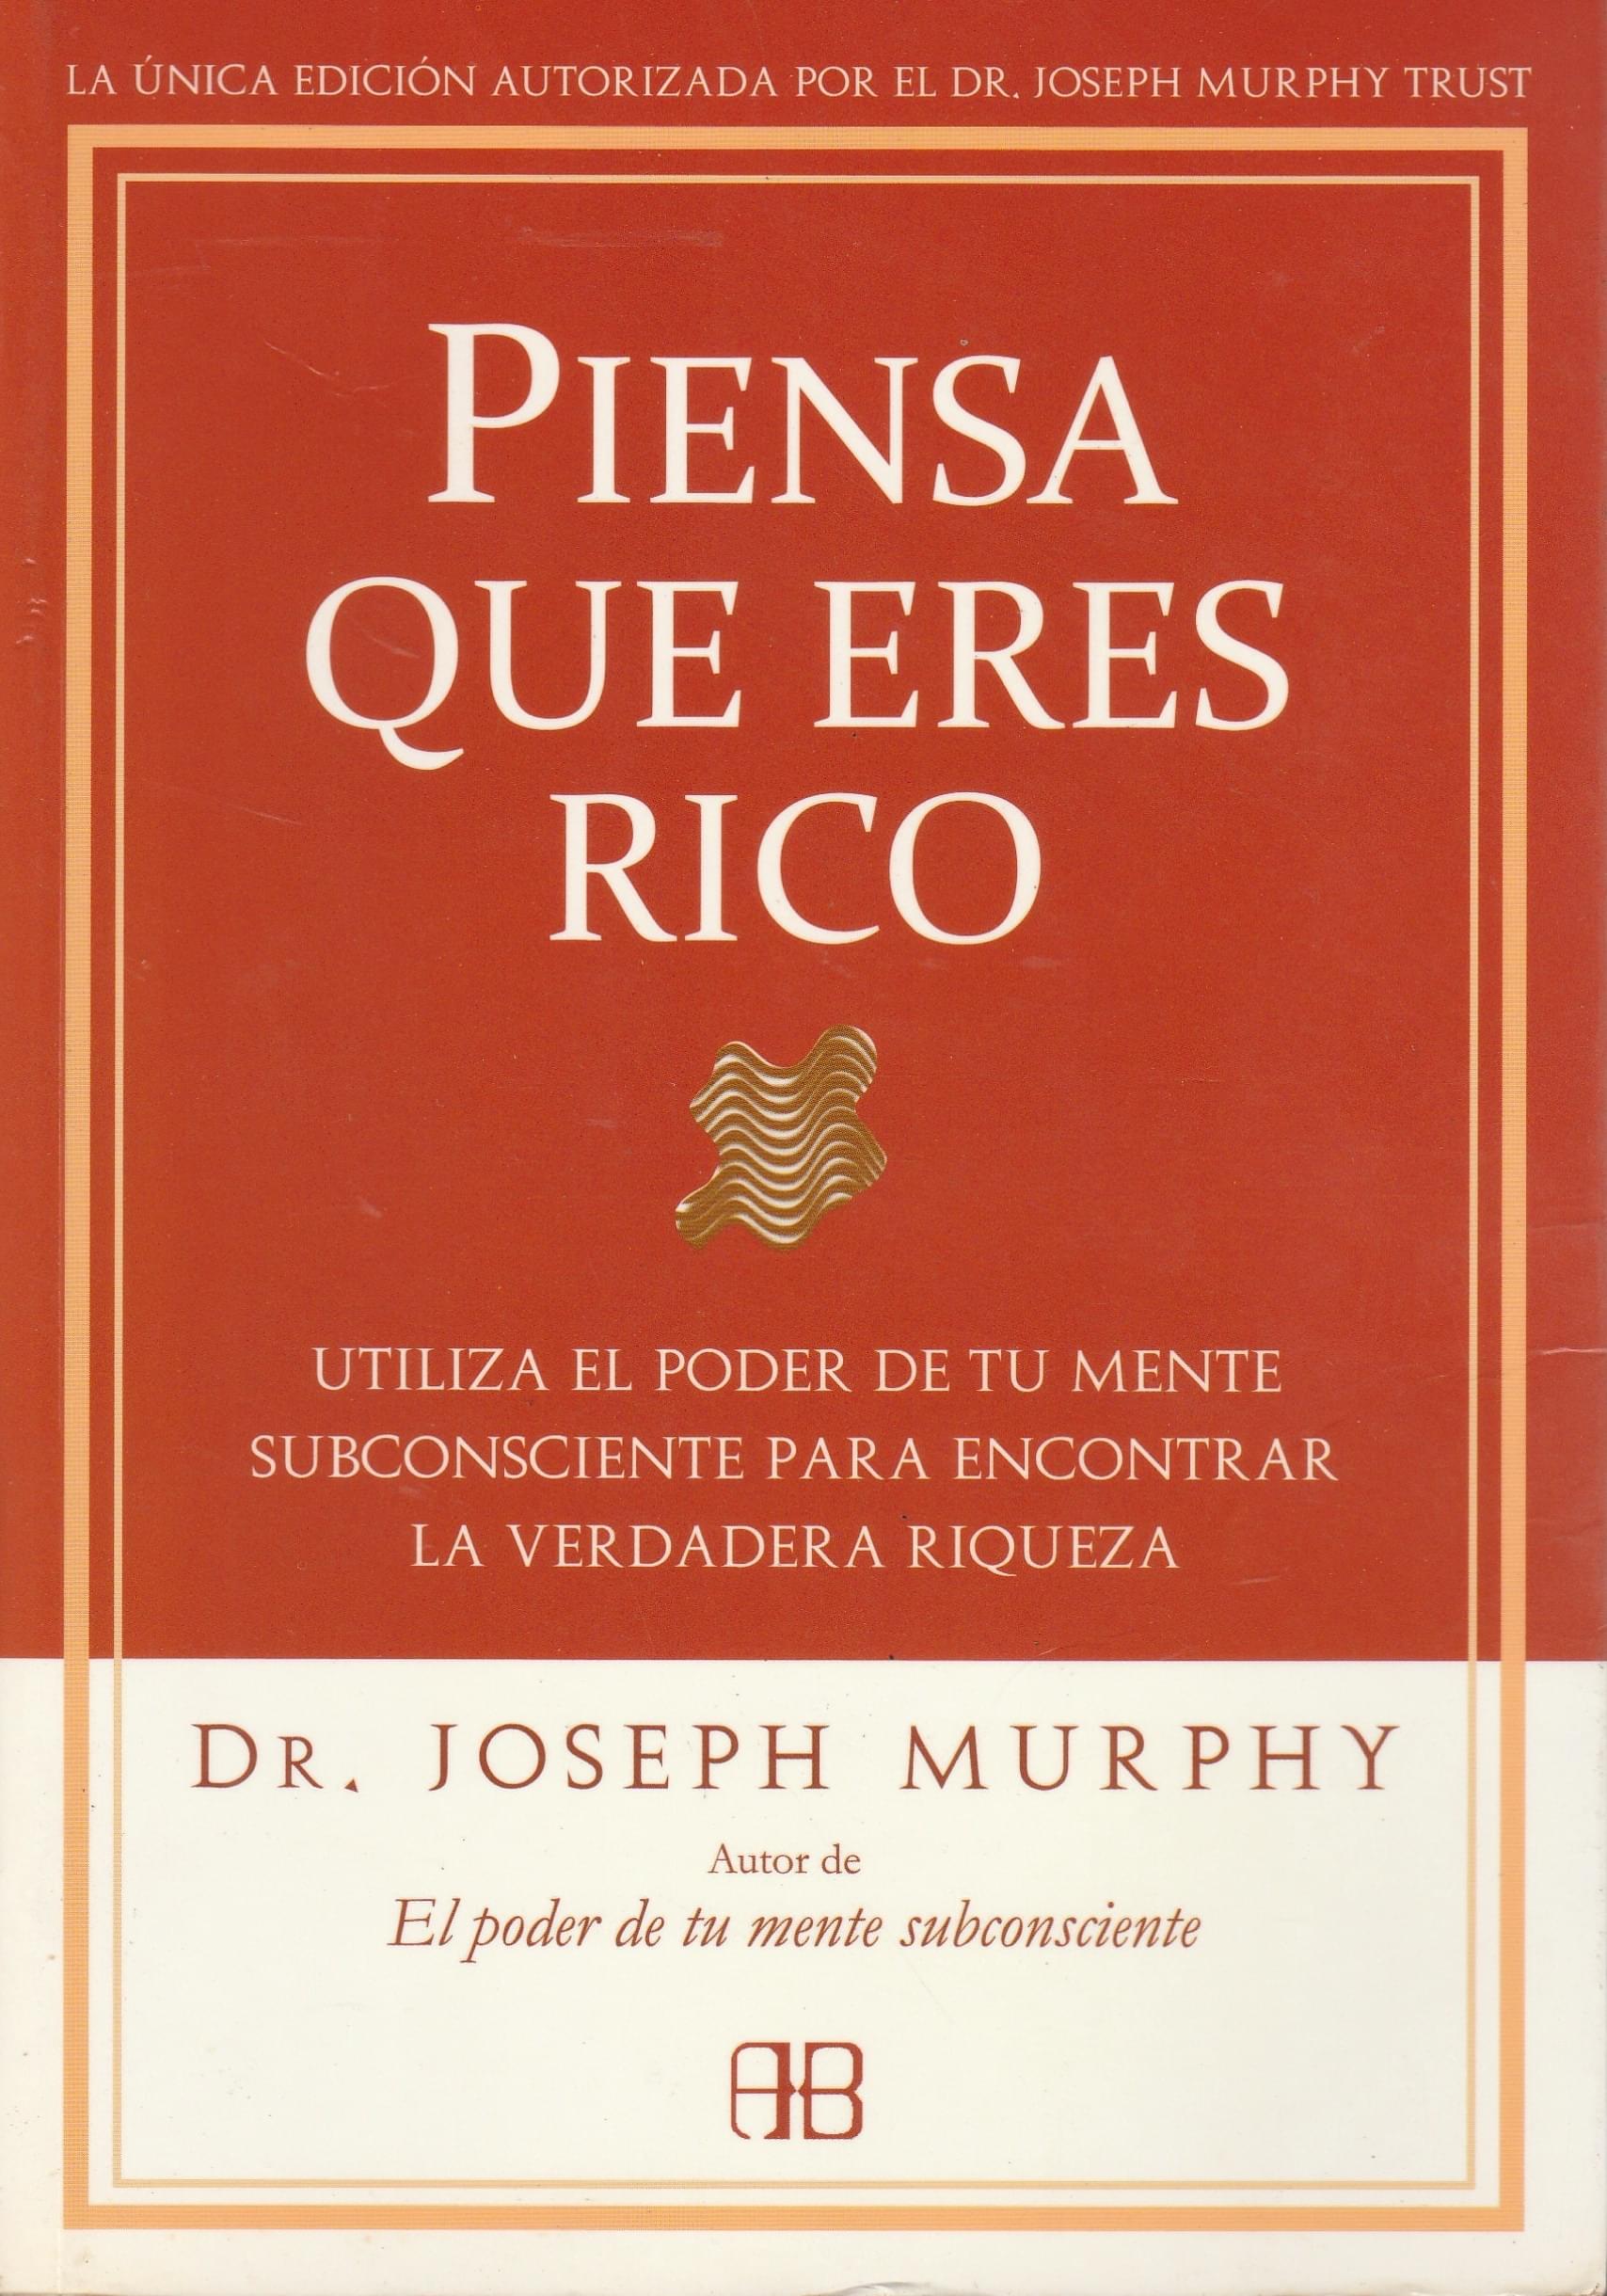 LA ÚNICA EDICIÓN AUTORIZADA POR EL DR. JOSEPH MURPHY TRUST
PIENSA
QUE ERES
RICO
UTILIZA EL PODER DE TU MENTE
SUBCONSCIENTE PARA ENCONTRAR
LA VERDADERA RIQUEZA
DR. JOSEPH MURPHY
Autor de
El poder de tu mente subconsciente
AB